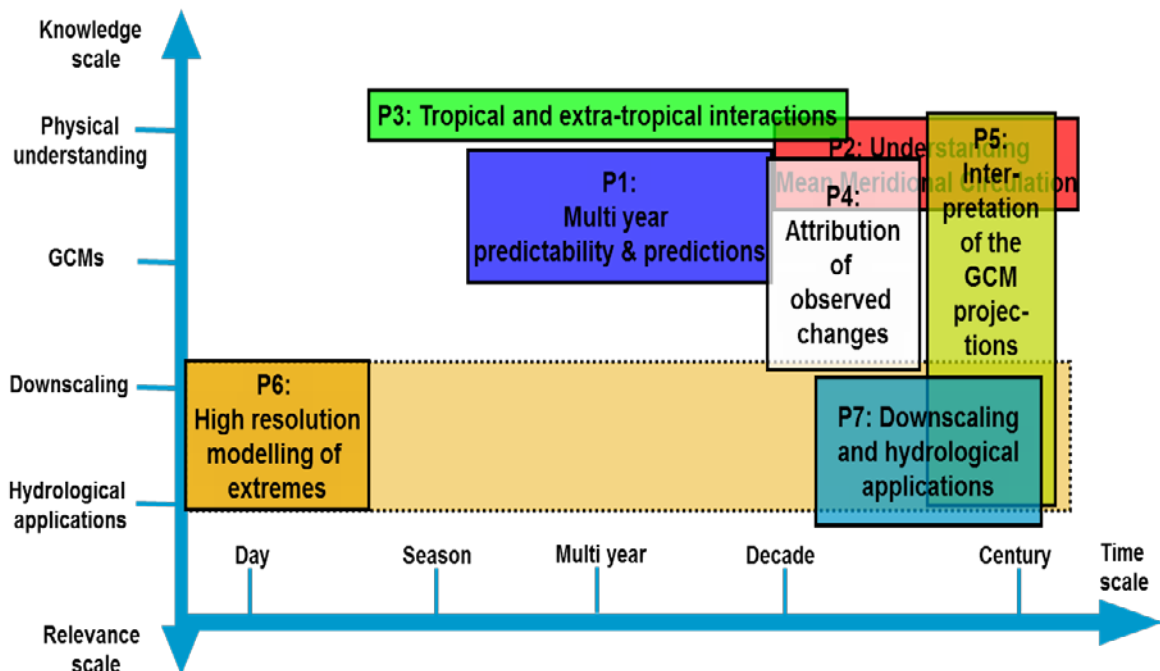 Knowledge
scale
Physical
understanding
GCMs
Downscaling
Hydrological
applications
Relevance
scale
P3: Tropical and extra-tropical interactions
P1:
Multi year
predictability & predictions
P2: Understanding
Mean Meridional Circulation
P4:
Attribution
of
observed
changes
P5:
Inter-
pretation
of the
GCM
projec-
tions
P6:
High resolution
modelling of
extremes
P7: Downscaling
and hydrological
applications
Day
Season
Multi year
Decade
Century
Time
scale